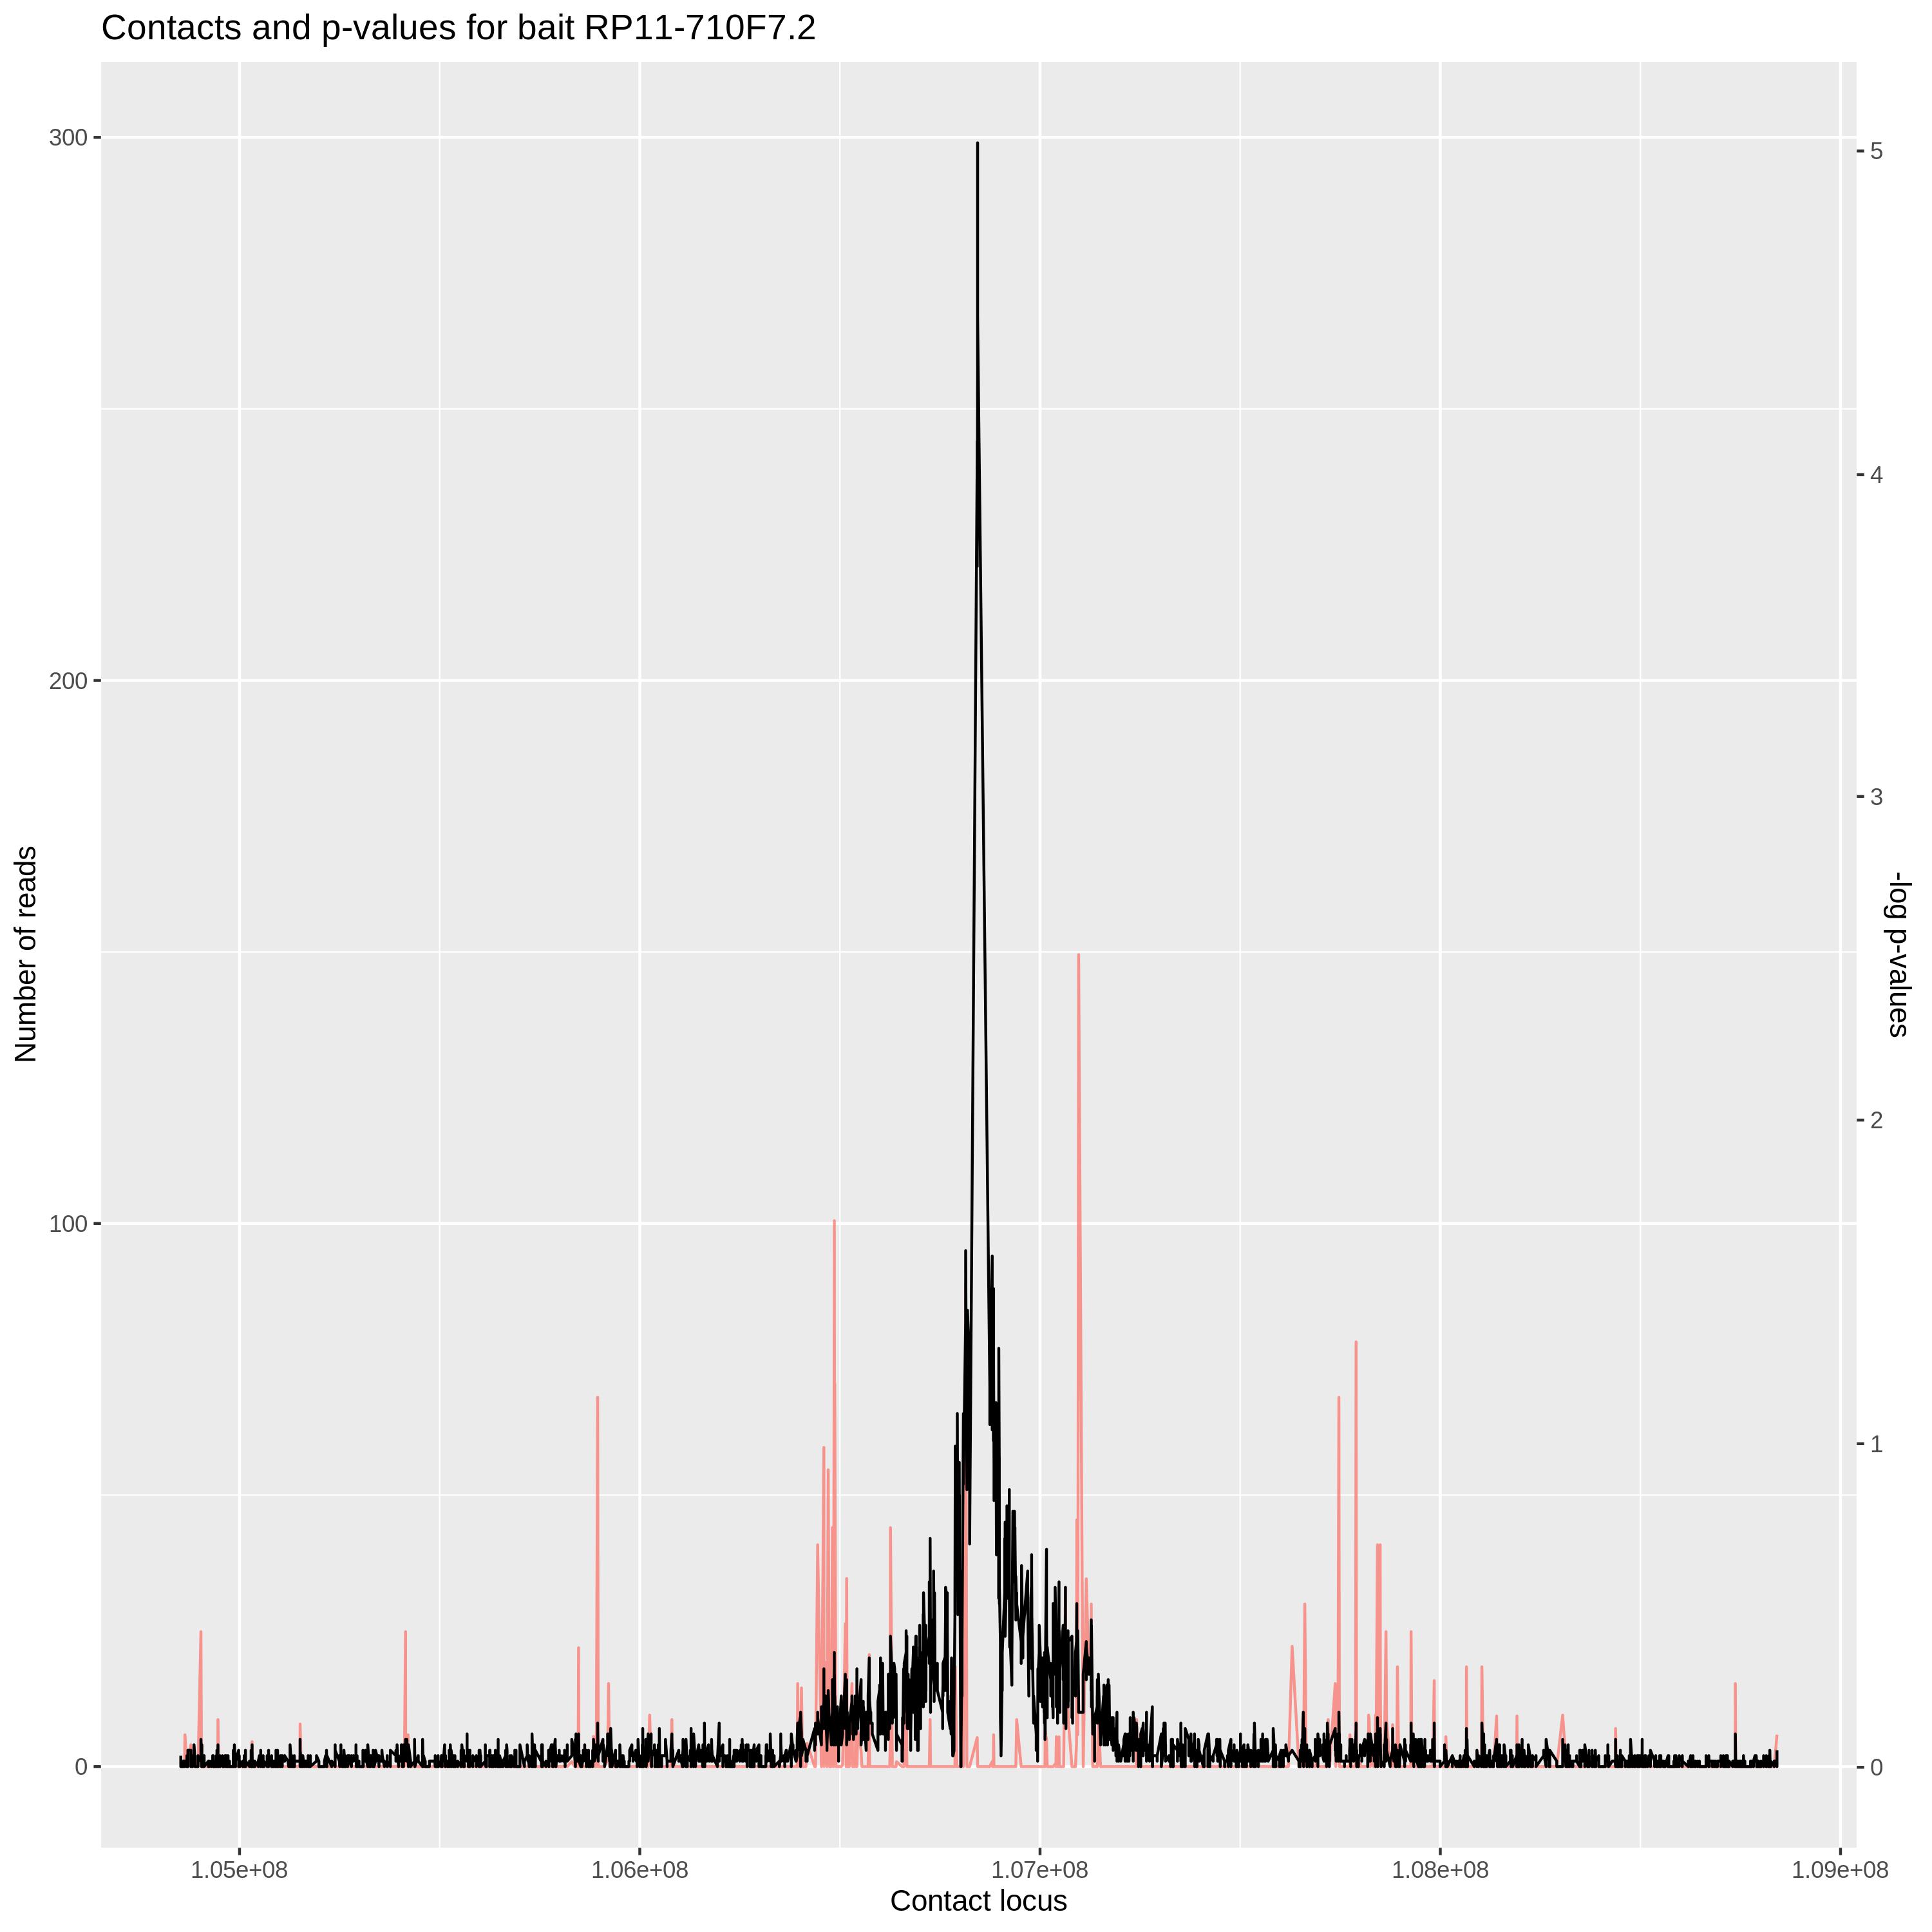 Contacts and p-values for bait RP11-710F7.2
300
200
100
0
Number of reads
5
4
3
2
1
0
-log p-values
1.05e+08
1.06e+08
1.07e+08
1.08e+08
1.09e+08
Contact locus